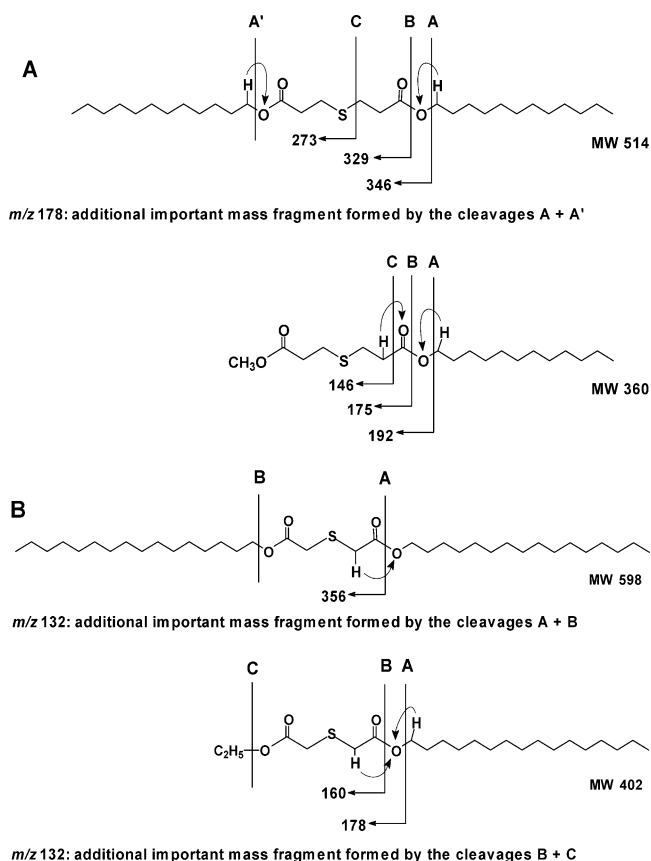 A' C B A
A
H O O H
O S O
273
329
MW 514
346
m/z 178: additional important mass fragment formed by the cleavages A + A'
C B A
O H O H
CH₃O S O
146
MW 360
175
192
B A
B
O S O
O H O
356
MW 598
m/z 132: additional important mass fragment formed by the cleavages A + B
C B A
O S O H
C₂H₅ O H O
160
MW 402
178
m/z 132: additional important mass fragment formed by the cleavages B + C